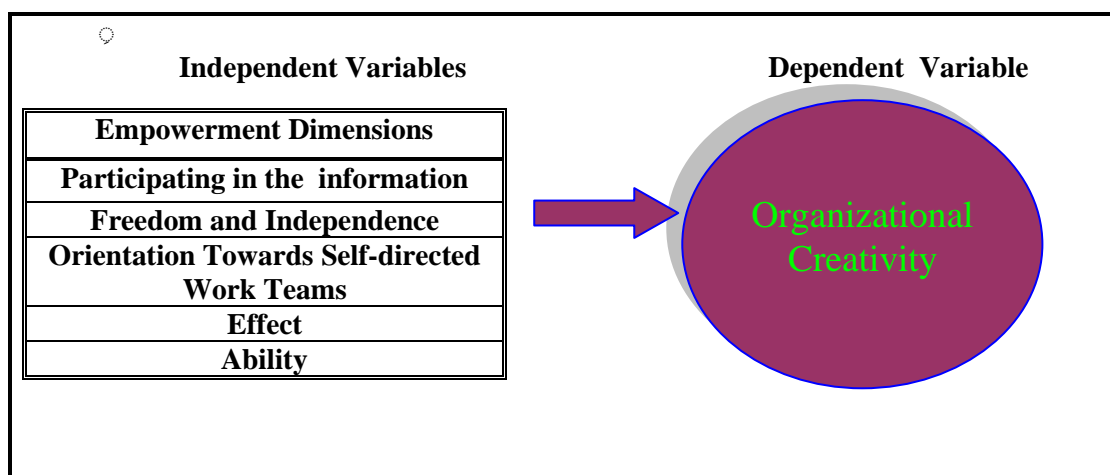 Independent Variables
Dependent Variable
Empowerment Dimensions
Participating in the information
Freedom and Independence
Orientation Towards Self-directed
Work Teams
Effect
Ability
Organizational
Creativity